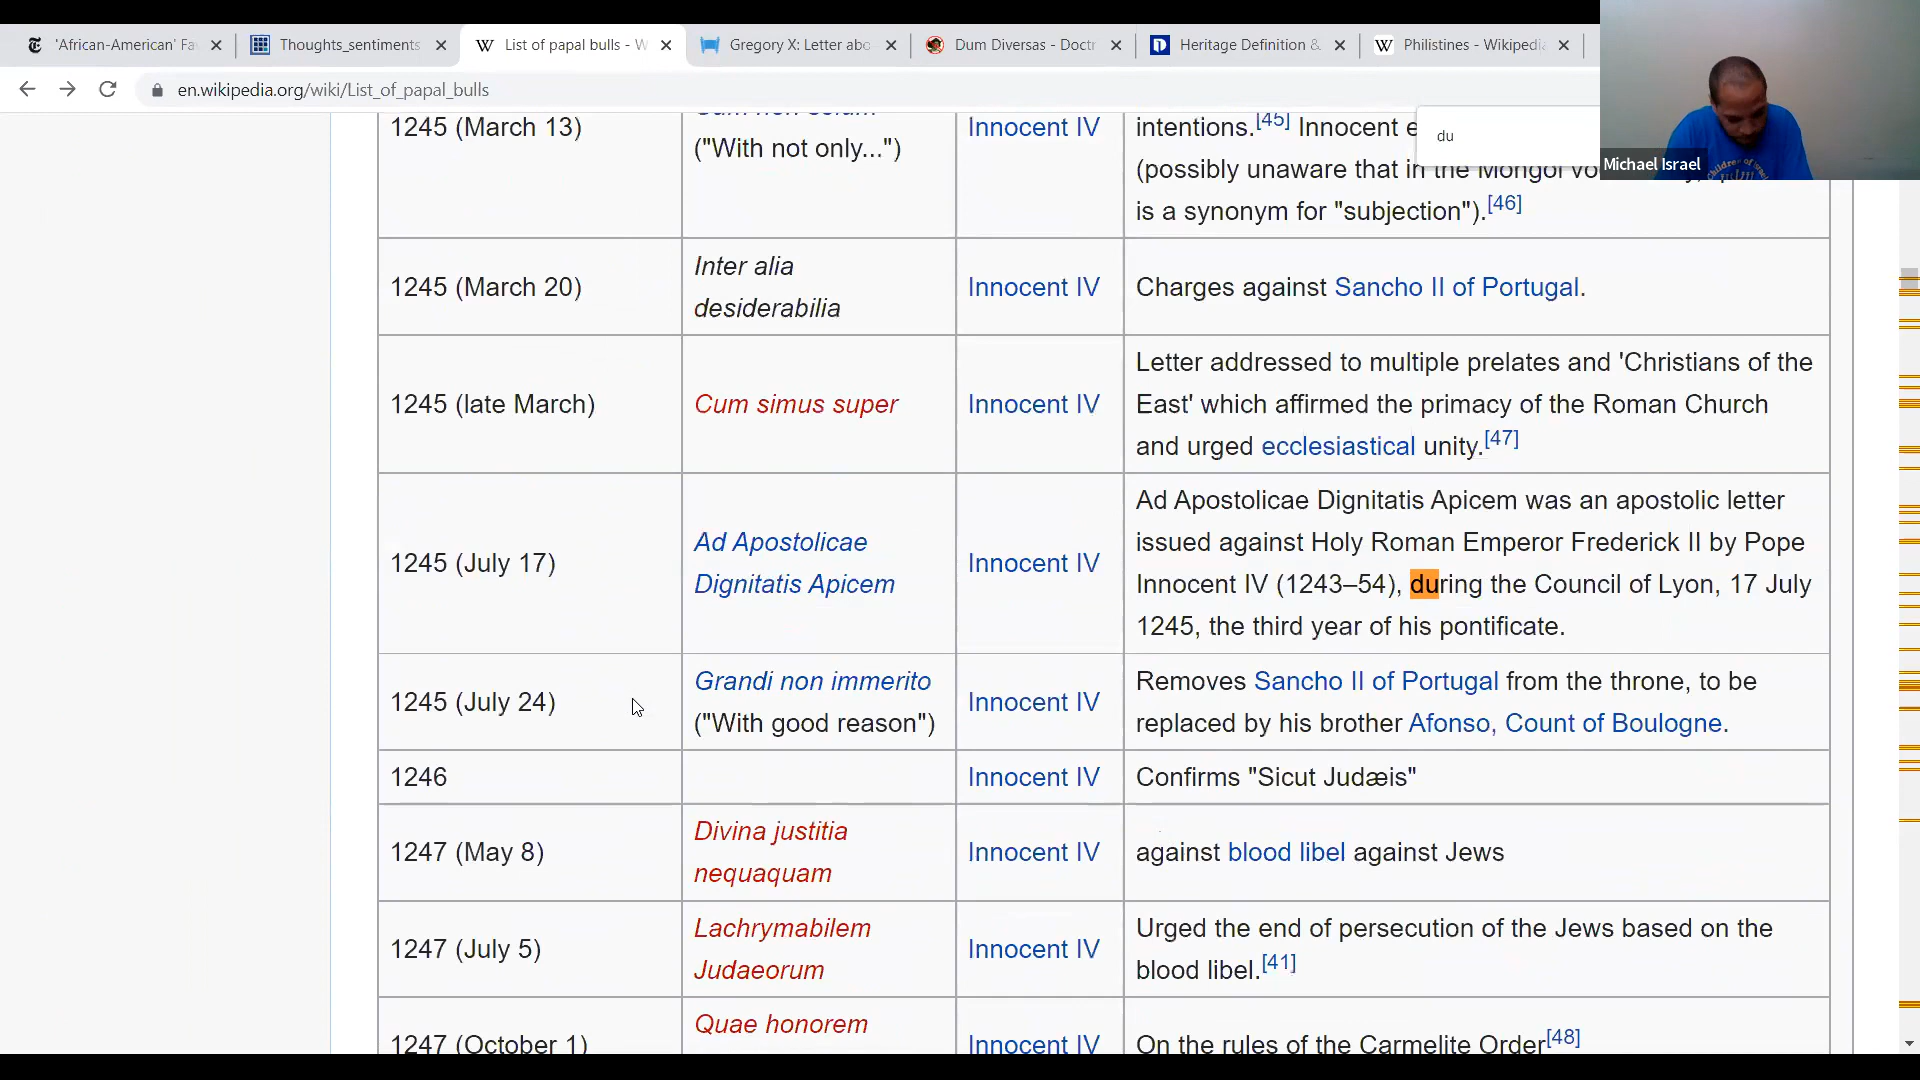 'African-American' Fa
Thoughts_sentiments
List of papal bulls - W
Gregory X: Letter abo
Dum Diversas - Doctr
Heritage Definition &
Philistines - Wikipedi
en.wikipedia.org/wiki/List_of_papal_bulls
du
Michael Israel
1245 (March 13)
("With not only...")
Innocent IV
intentions.[45] Innocent e
(possibly unaware that in the Mongol
is a synonym for "subjection").[46]
1245 (March 20)
Inter alia
desiderabilia
Innocent IV
Charges against Sancho II of Portugal.
1245 (late March)
Cum simus super
Innocent IV
Letter addressed to multiple prelates and 'Christians of the
East' which affirmed the primacy of the Roman Church
and urged ecclesiastical unity.[47]
1245 (July 17)
Ad Apostolicae
Dignitatis Apicem
Innocent IV
Ad Apostolicae Dignitatis Apicem was an apostolic letter
issued against Holy Roman Emperor Frederick II by Pope
Innocent IV (1243–54), during the Council of Lyon, 17 July
1245, the third year of his pontificate.
1245 (July 24)
Grandi non immerito
("With good reason")
Innocent IV
Removes Sancho II of Portugal from the throne, to be
replaced by his brother Afonso, Count of Boulogne.
1246
Innocent IV
Confirms "Sicut Judæis"
1247 (May 8)
Divina justitia
nequaquam
Innocent IV
against blood libel against Jews
1247 (July 5)
Lachrymabilem
Judaeorum
Innocent IV
Urged the end of persecution of the Jews based on the
blood libel.[41]
1247 (October 1)
Quae honorem
Innocent IV
On the rules of the Carmelite Order[48]